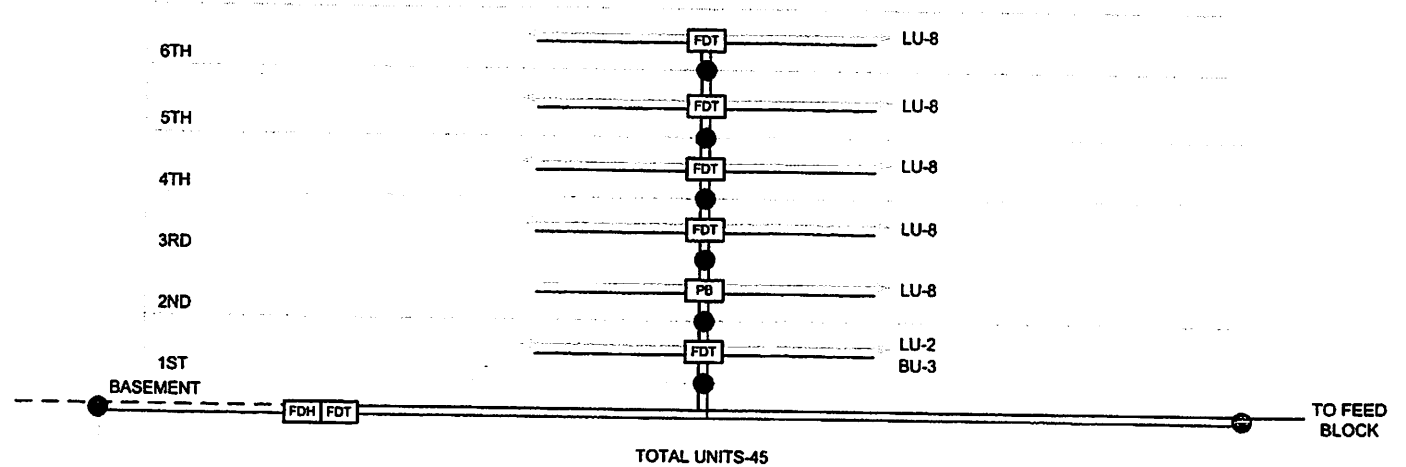 6TH FDT LU-8
5TH FDT LU-8
4TH FDT LU-8
3RD FDT LU-8
2ND PB LU-8
1ST FDT LU-2
BU-3
BASEMENT
FDH FDT
TO FEED
BLOCK
TOTAL UNITS-45